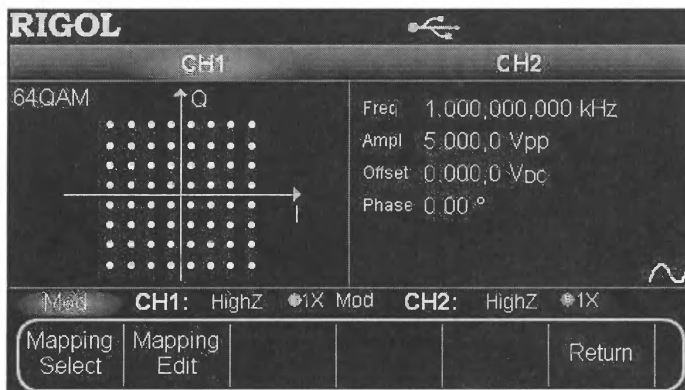 RIGOL
CH1
CH2
64QAM
Q
I
Freq 1.000,000,000 kHz
Ampl 5.000,0 Vpp
Offset 0.000,0 VDC
Phase 0.00 °
Mod CH1: HighZ 1X Mod CH2: HighZ 1X
Mapping Select
Mapping Edit
Return